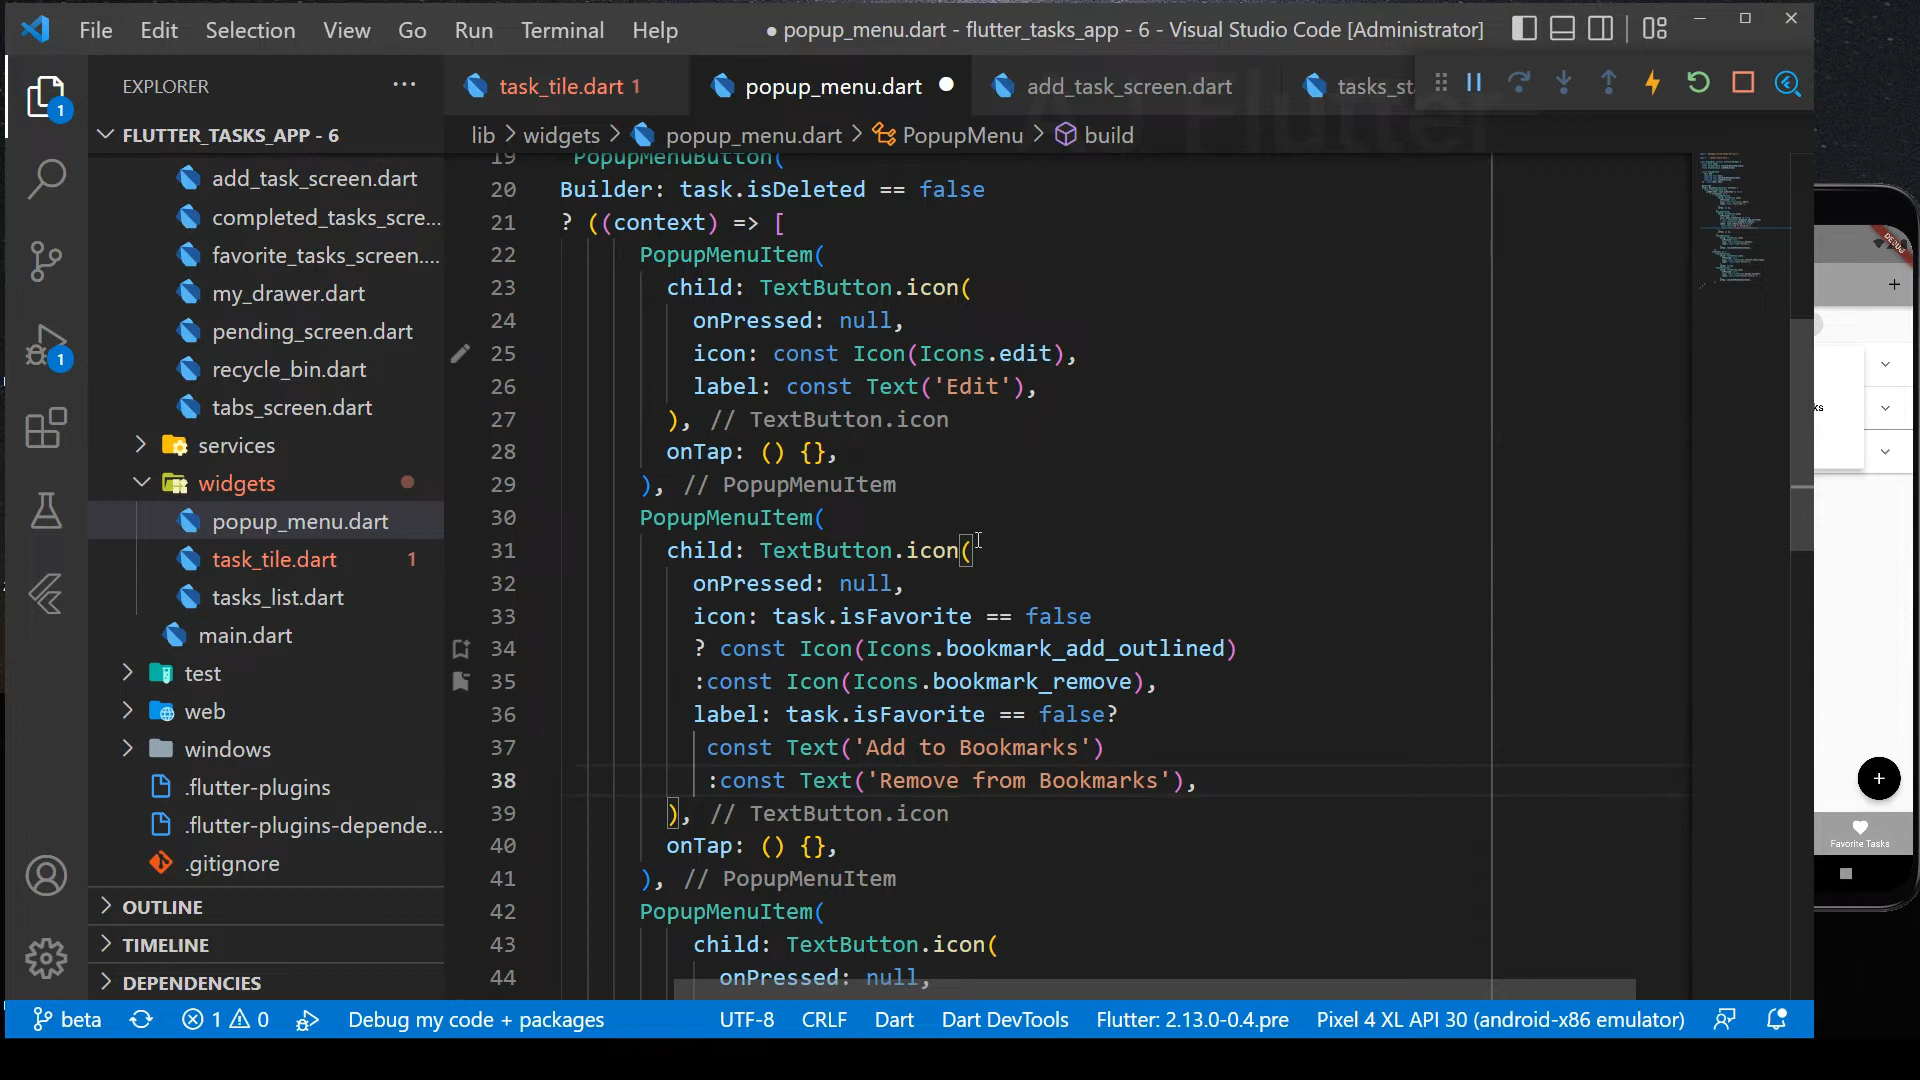 File Edit Selection View Go Run Terminal Help
● popup_menu.dart - flutter_tasks_app - 6 - Visual Studio Code [Administrator]
EXPLORER
task_tile.dart 1
popup_menu.dart
add_task_screen.dart
tasks_st
FLUTTER_TASKS_APP - 6
lib > widgets > popup_menu.dart > PopupMenu > build
add_task_screen.dart
completed_tasks_scre...
favorite_tasks_screen....
my_drawer.dart
pending_screen.dart
recycle_bin.dart
tabs_screen.dart
services
widgets
popup_menu.dart
task_tile.dart 1
tasks_list.dart
main.dart
test
web
windows
.flutter-plugins
.flutter-plugins-depende...
.gitignore
OUTLINE
TIMELINE
DEPENDENCIES
1
1
19 PopupMenuButton(
20 Builder: task.isDeleted == false
21 ? ((context) => [
22 PopupMenuItem(
23 child: TextButton.icon(
24 onPressed: null,
25 icon: const Icon(Icons.edit),
26 label: const Text('Edit'),
27 ), // TextButton.icon
28 onTap: () {},
29 ), // PopupMenuItem
30 PopupMenuItem(
31 child: TextButton.icon(
32 onPressed: null,
33 icon: task.isFavorite == false
34 ? const Icon(Icons.bookmark_add_outlined)
35 :const Icon(Icons.bookmark_remove),
36 label: task.isFavorite == false?
37 const Text('Add to Bookmarks')
38 :const Text('Remove from Bookmarks'),
39 ), // TextButton.icon
40 onTap: () {},
41 ), // PopupMenuItem
42 PopupMenuItem(
43 child: TextButton.icon(
44 onPressed: null,
DEBUG
ks
Favorite Tasks
beta
1 0
Debug my code + packages
UTF-8
CRLF
Dart
Dart DevTools
Flutter: 2.13.0-0.4.pre
Pixel 4 XL API 30 (android-x86 emulator)